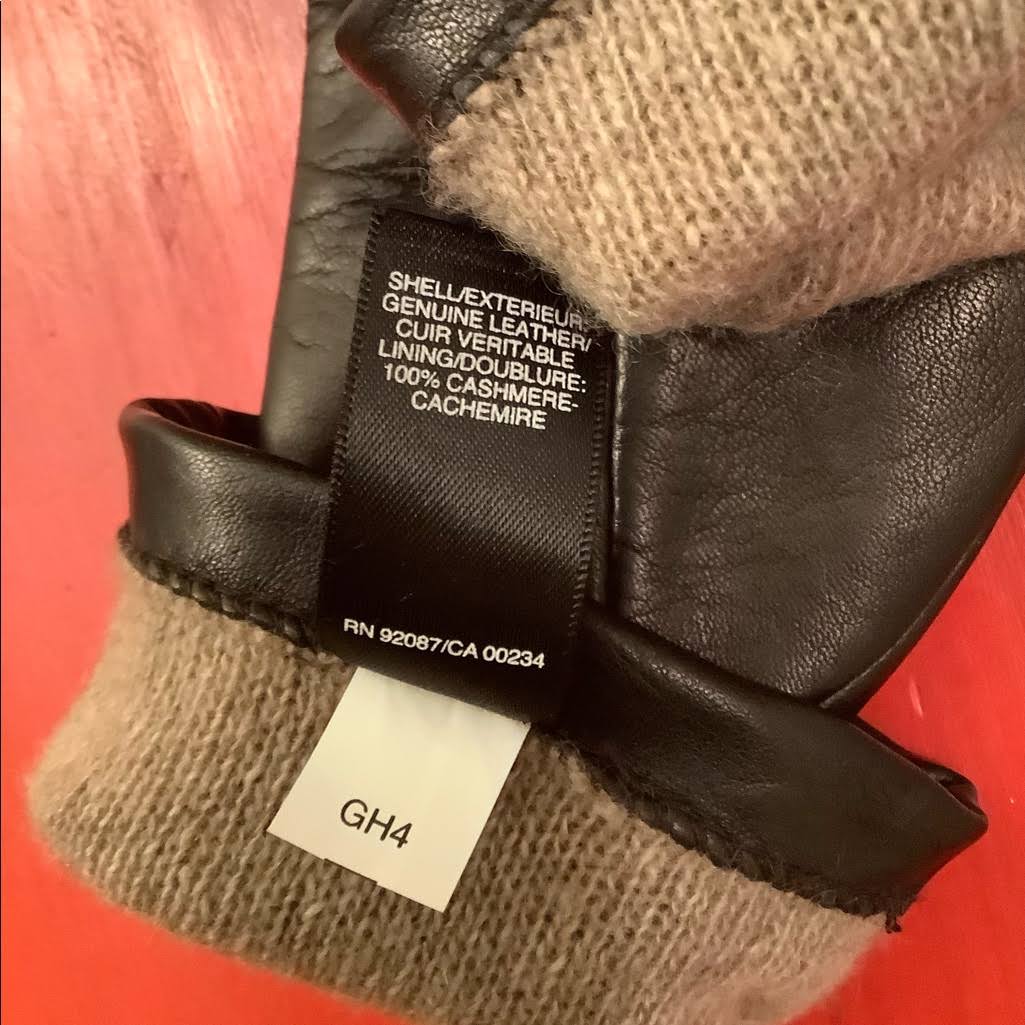 SHELL/EXTERIEUR:
GENUINE LEATHER/
CUIR VERITABLE
LINING/DOUBLURE:
100% CASHMERE-
CACHEMIRE
RN 92087/CA 00234
GH4